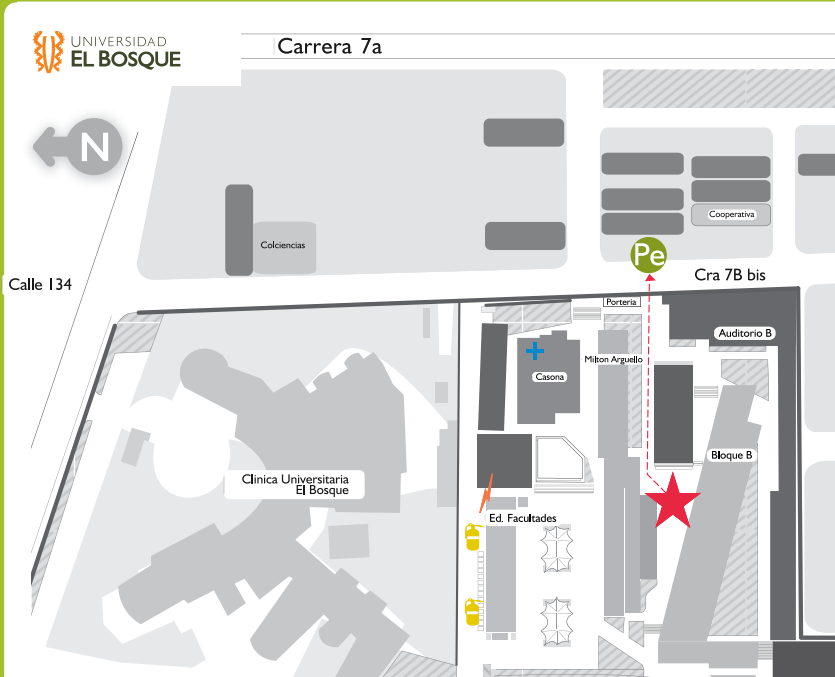 UNIVERSIDAD
EL BOSQUE
Carrera 7a
N
Cooperativa
Colciencias
Pe
Cra 7B bis
Calle 134
Porteria
Auditorio B
Milton Arguello
Casona
Bloque B
Clinica Universitaria
El Bosque
Ed. Facultades